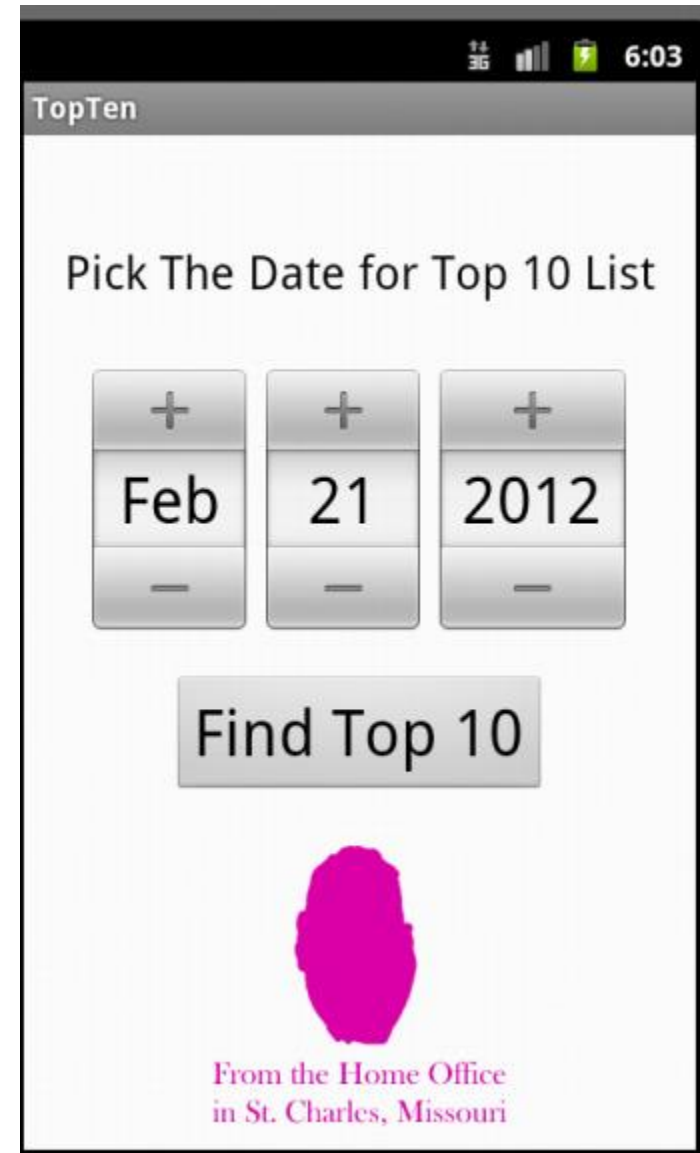 3G 6:03
TopTen
Pick The Date for Top 10 List
+ + +
Feb 21 2012
− − −
Find Top 10
From the Home Office
in St. Charles, Missouri